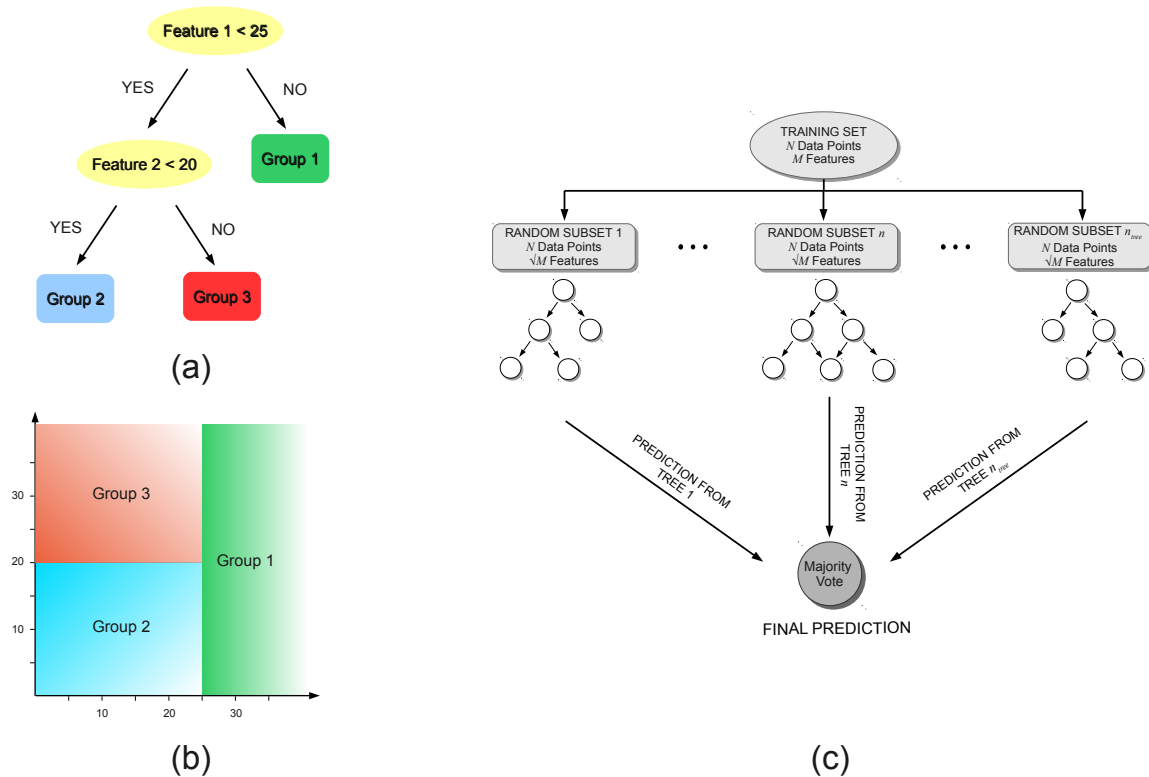 Feature 1 < 25
YES
NO
Feature 2 < 20
Group 1
YES
NO
Group 2
Group 3
(a)
30
20
10
Group 3
Group 1
Group 2
10
20
30
(b)
TRAINING SET
N Data Points
M Features
RANDOM SUBSET 1
N Data Points
√M Features
• • •
RANDOM SUBSET n
N Data Points
√M Features
• • •
RANDOM SUBSET n_tree
N Data Points
√M Features
PREDICTION FROM
TREE 1
PREDICTION FROM
TREE n
PREDICTION FROM
TREE n_tree
Majority
Vote
FINAL PREDICTION
(c)